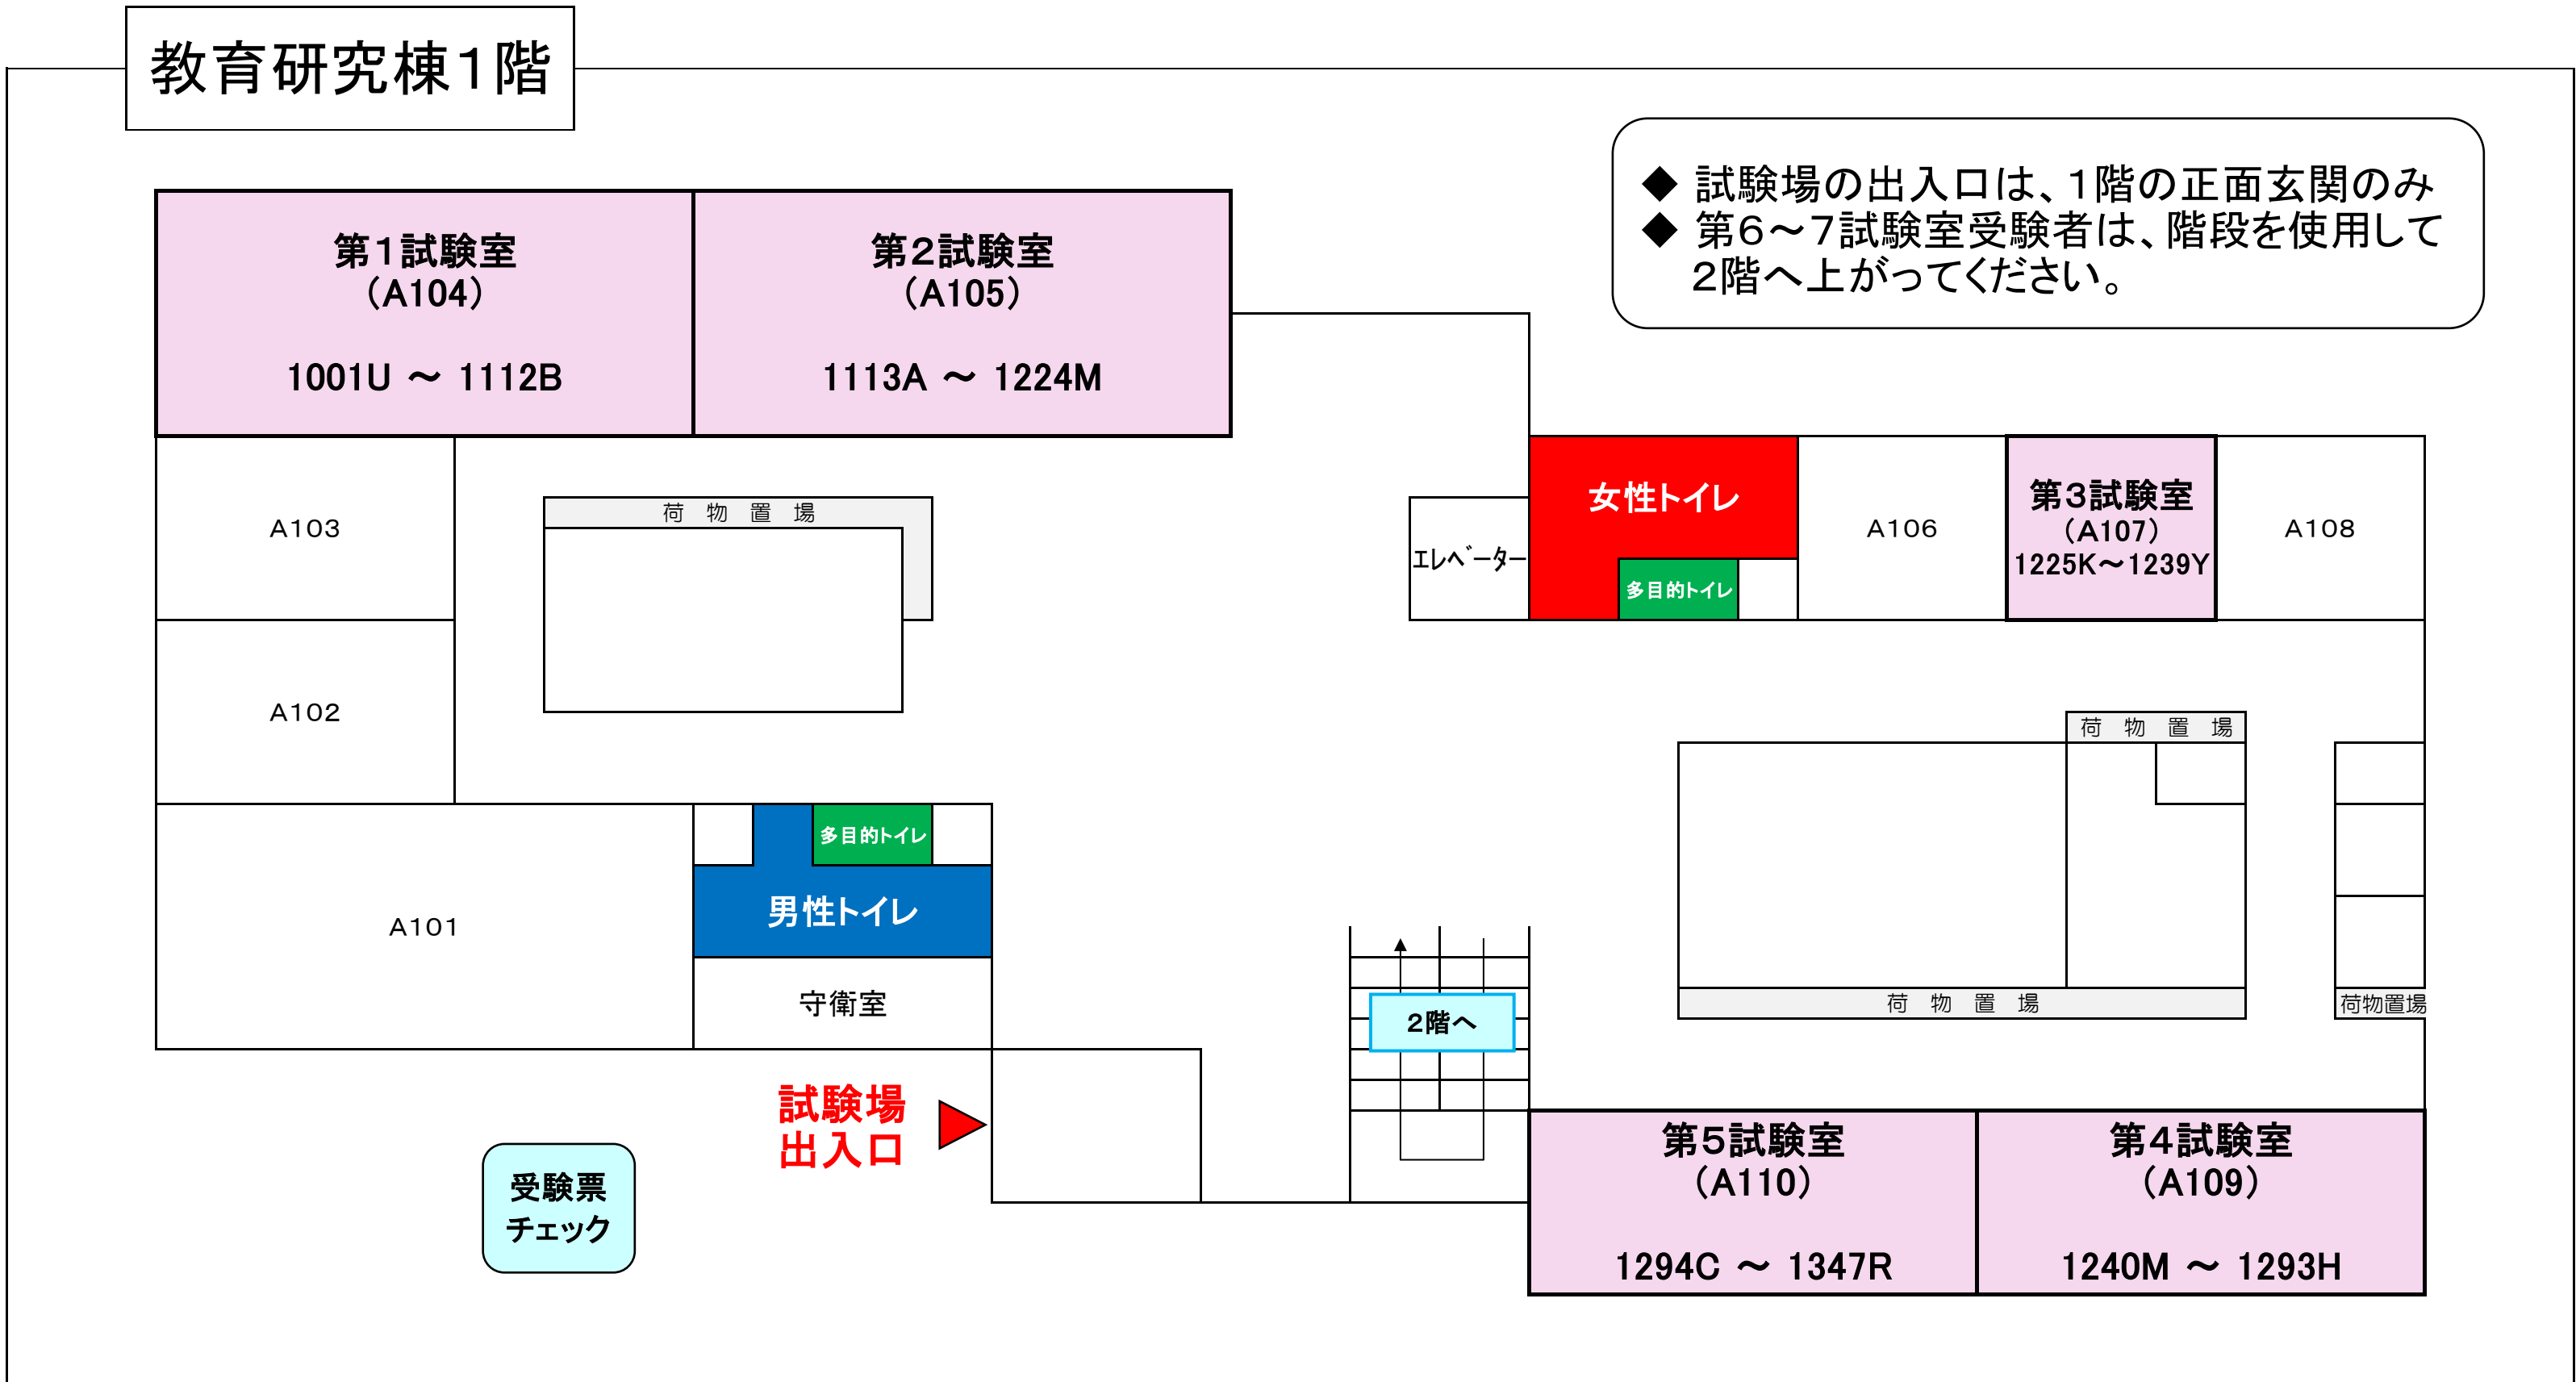 教育研究棟１階
◆ 試験場の出入口は、１階の正面玄関のみ
◆ 第６～７試験室受験者は、階段を使用して
２階へ上がってください。
第１試験室
（A104）
1001U ～ 1112B
第２試験室
（A105）
1113A ～ 1224M
A103
荷 物 置 場
エレベーター
女性トイレ
多目的トイレ
A106
第３試験室
（A107）
1225K～1239Y
A108
A102
荷 物 置 場
A101
多目的トイレ
男性トイレ
守衛室
２階へ
荷 物 置 場
荷物置場
試験場
出入口
受験票
チェック
第５試験室
（A110）
1294C ～ 1347R
第４試験室
（A109）
1240M ～ 1293H